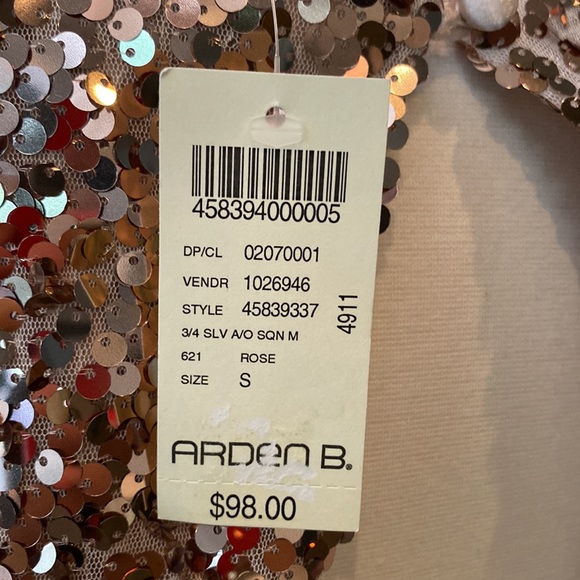 458394000005
DP/CL 02070001
VENDR 1026946
STYLE 45839337
3/4 SLV A/O SQN M
621 ROSE
SIZE S
4911
ARDEN B.
$98.00